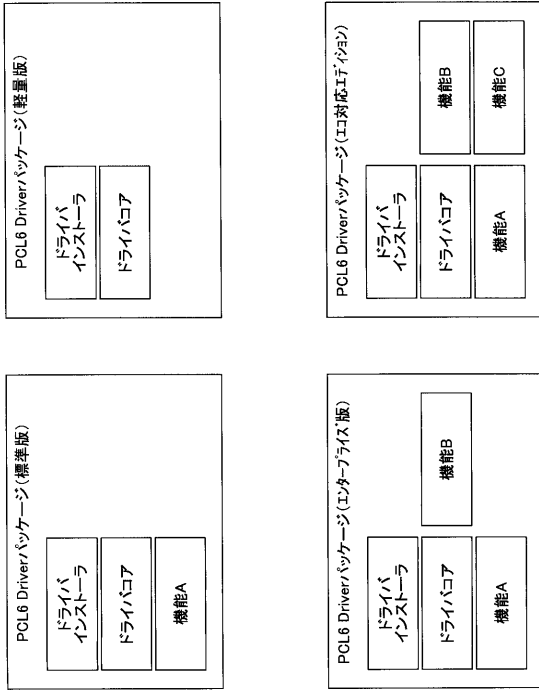 PCL6 Driverパッケージ(標準版)
ドライバ
インストーラ
ドライバコア
機能A
PCL6 Driverパッケージ(軽量版)
ドライバ
インストーラ
ドライバコア
PCL6 Driverパッケージ(ｴﾝﾀｰﾌﾟﾗｲｽﾞ版)
ドライバ
インストーラ
ドライバコア
機能B
機能A
PCL6 Driverパッケージ(ｴｺ対応ｴﾃﾞｨｼｮﾝ)
ドライバ
インストーラ
ドライバコア
機能B
機能A
機能C